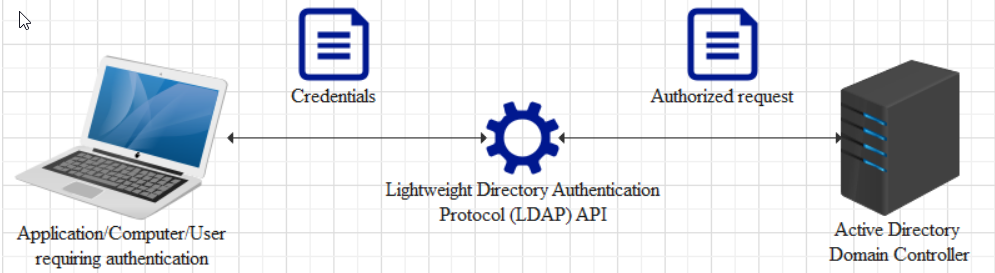 Credentials
Authorized request
Lightweight Directory Authentication
Protocol (LDAP) API
Application/Computer/User
requiring authentication
Active Directory
Domain Controller